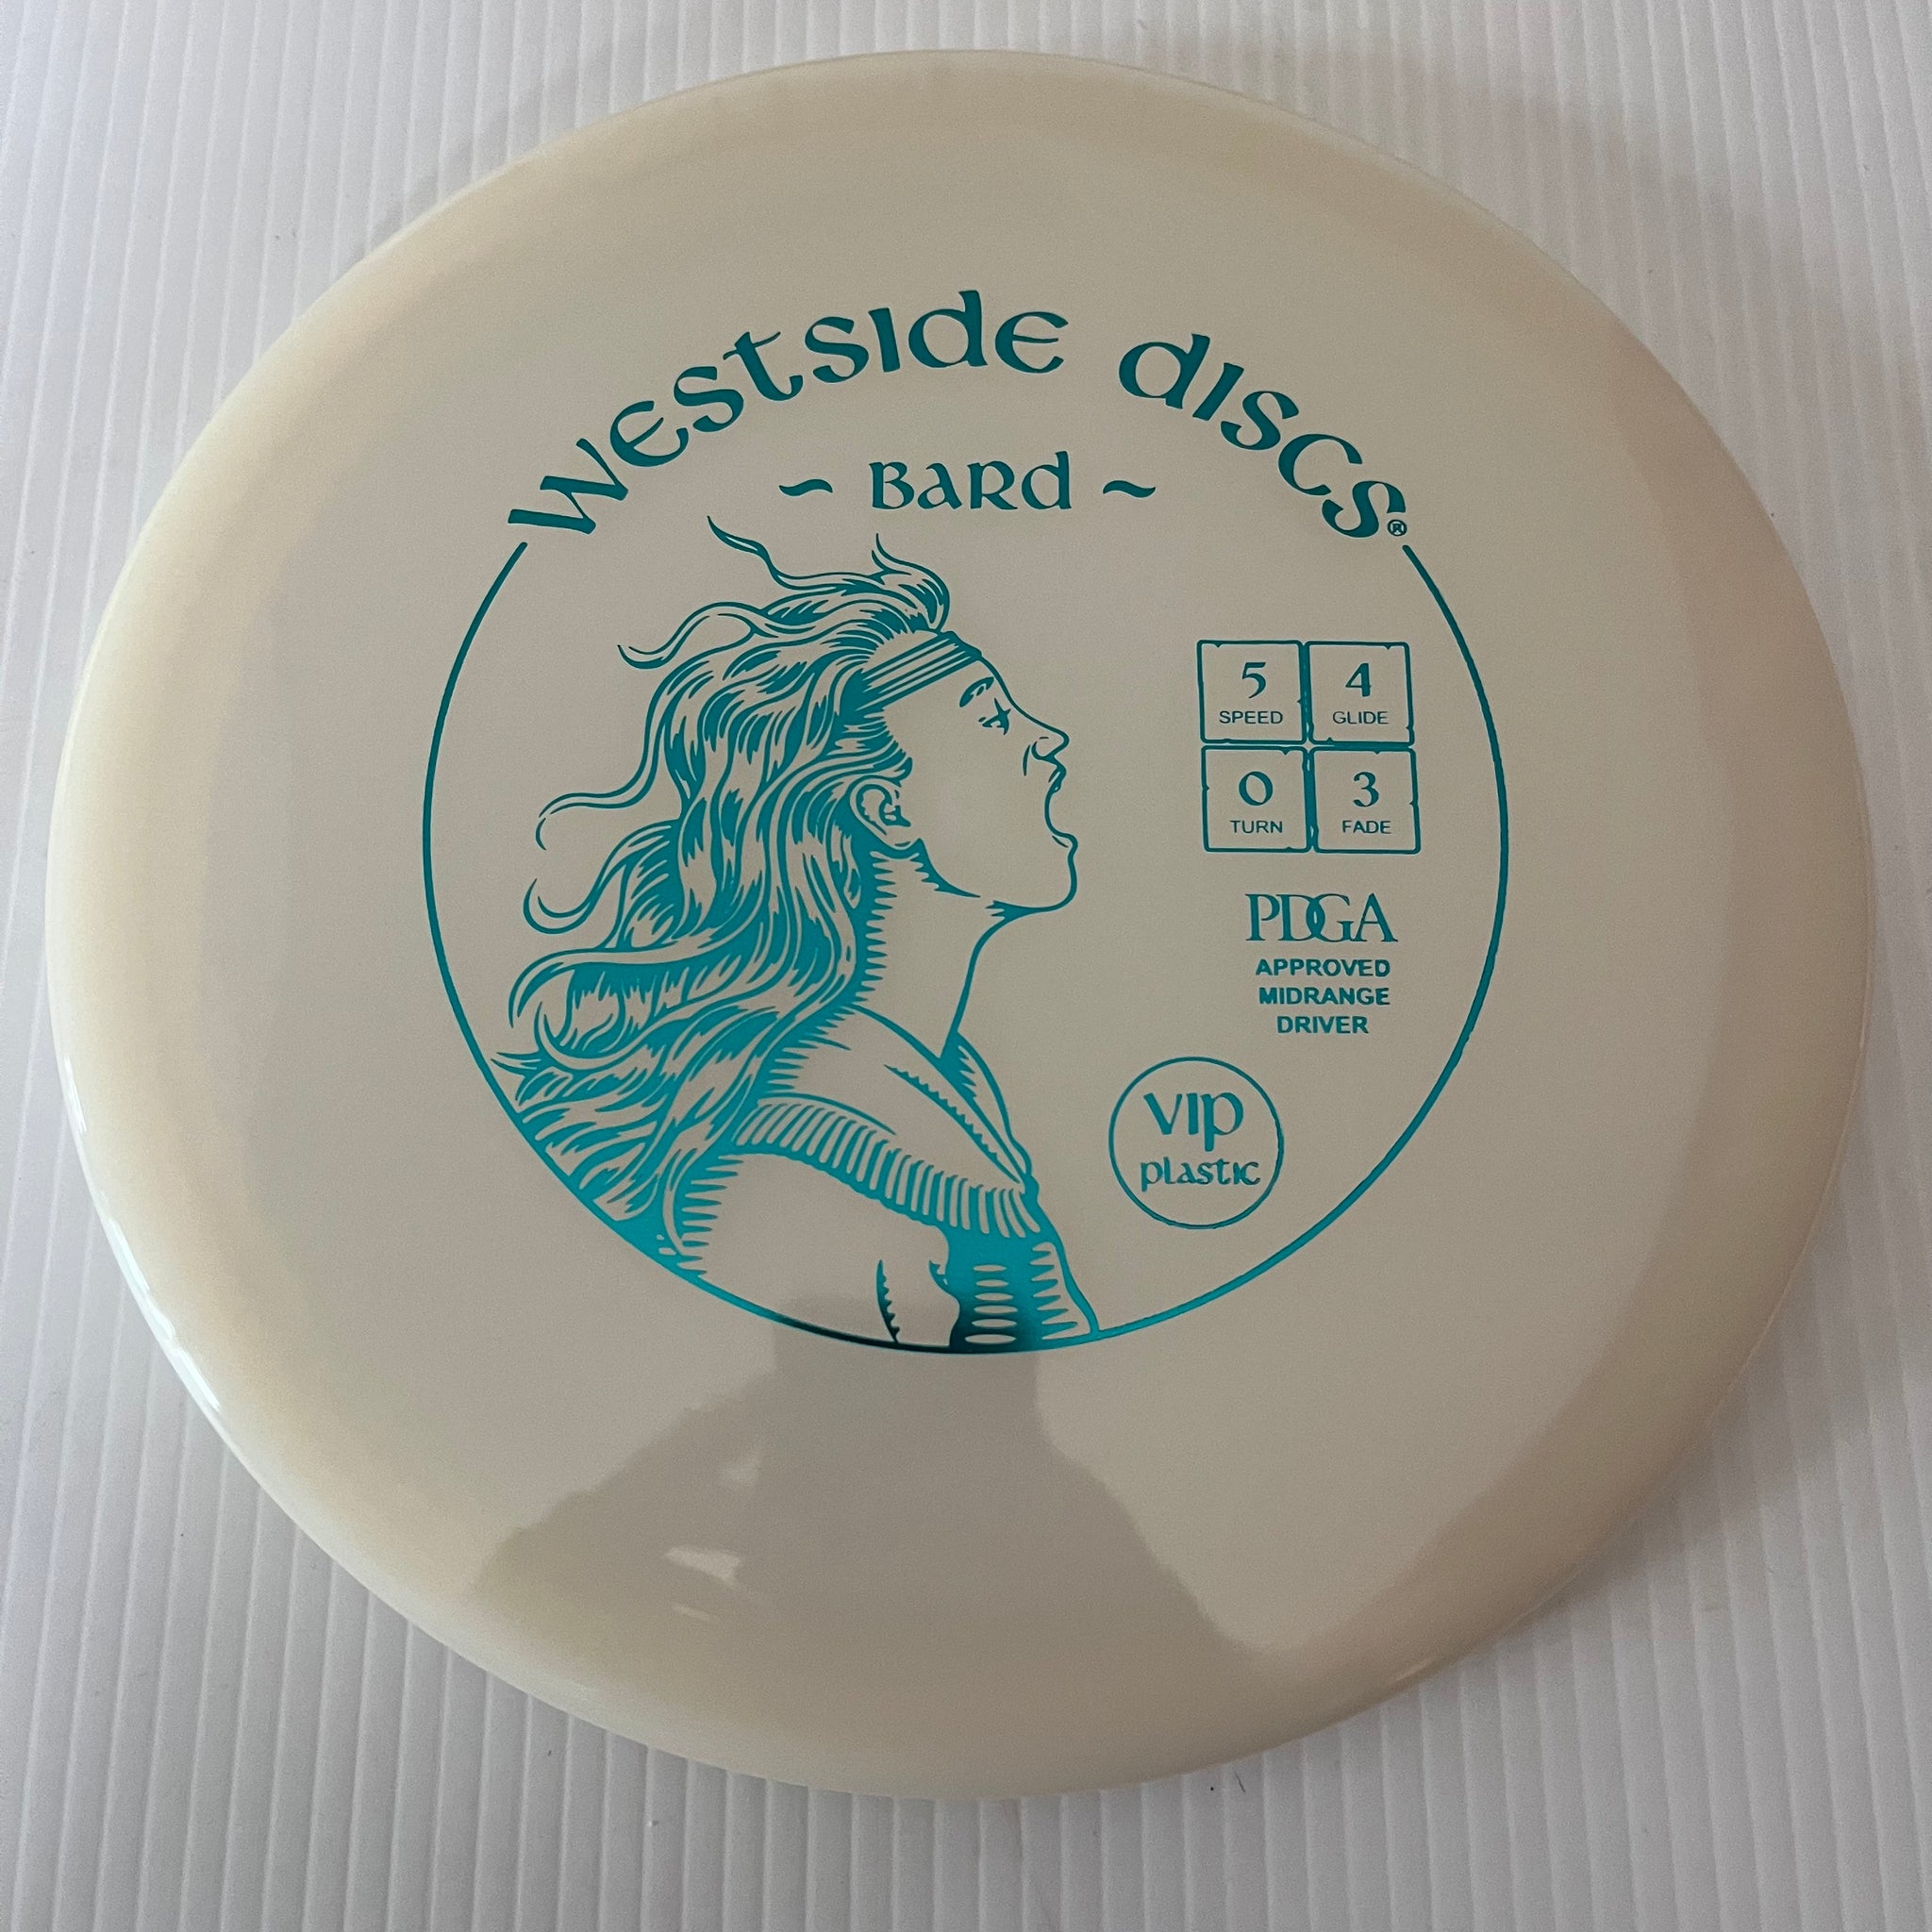 Westside discs®
~ Bard ~
5 4
SPEED GLIDE
0 3
TURN FADE
PDGA
APPROVED
MIDRANGE
DRIVER
VIP
plastic